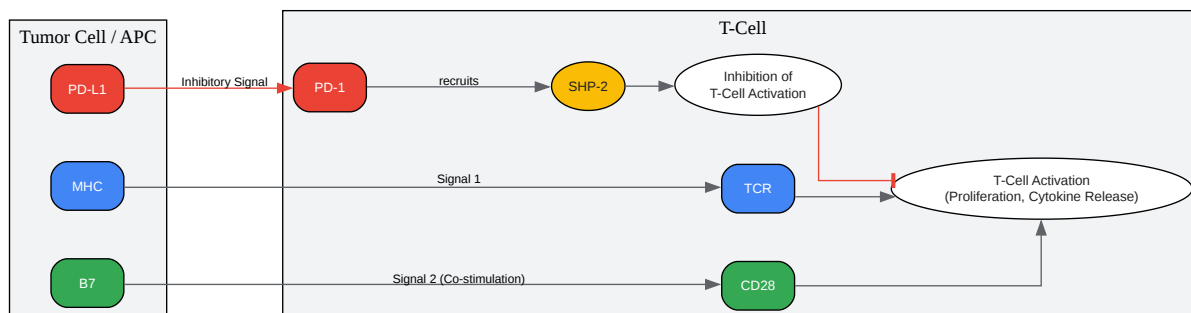 Tumor Cell / APC
T-Cell
PD-L1
Inhibitory Signal
PD-1
recruits
SHP-2
Inhibition of
T-Cell Activation
MHC
Signal 1
TCR
T-Cell Activation
(Proliferation, Cytokine Release)
B7
Signal 2 (Co-stimulation)
CD28